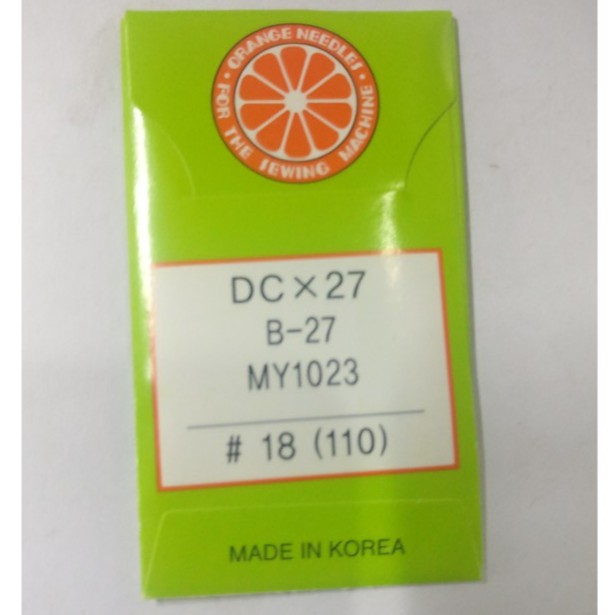 ORANGE NEEDLES
• FOR THE SEWING MACHINE •
DC×27
B-27
MY1023
# 18 (110)
MADE IN KOREA